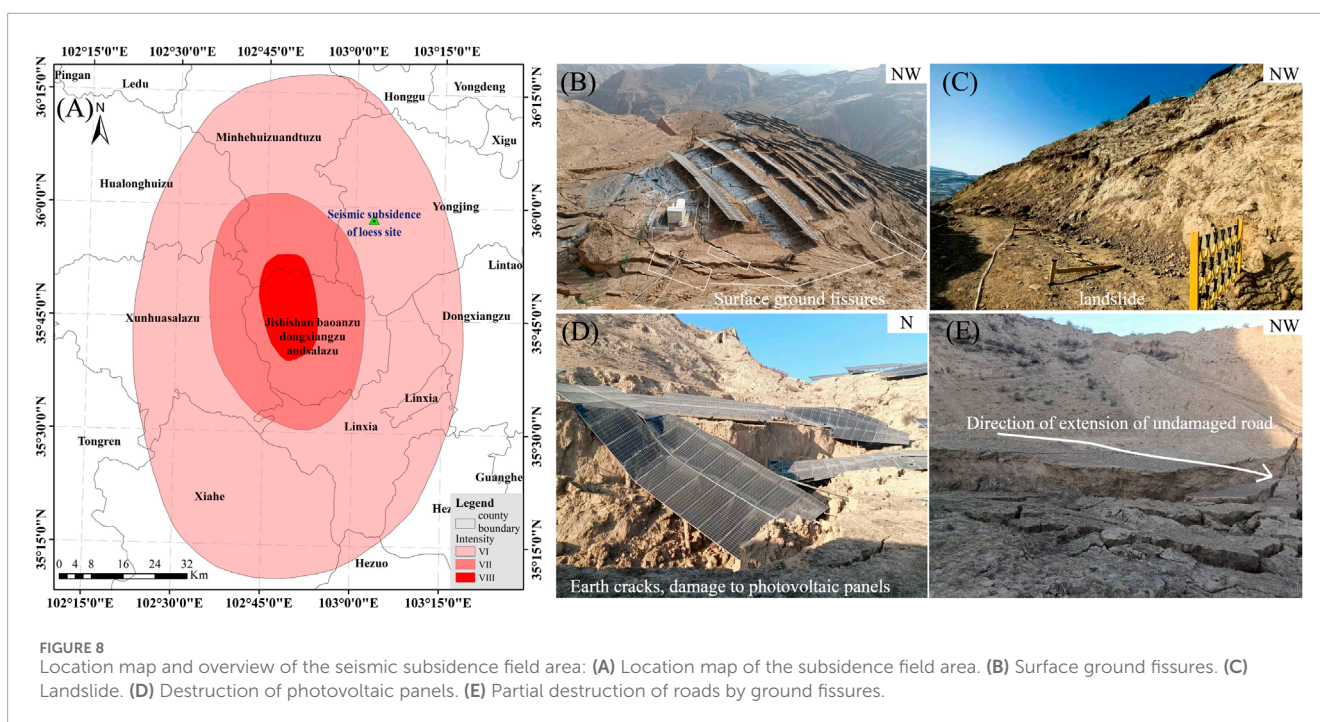 102°15'0"E 102°30'0"E 102°45'0"E 103°0'0"E 103°15'0"E
36°15'0"N
36°0'0"N
35°45'0"N
35°30'0"N
35°15'0"N
(A)
N
Pingan
Ledu
Honggu
Yongdeng
Xigu
Minhehuizuandtuzu
Hualonghuizu
Yongjing
Seismic subsidence
of loess site
Lintao
Xunhuasalazu
Dongxiangzu
Jishishan baoanzu
dongxiangzu
andsalazu
Linxia
Linxia
Tongren
Guanghe
Xiahe
Hez
Hezuo
Legend
county
boundary
Intensity
VI
VII
VIII
0 4 8 16 24 32
Km
36°15'0"N
36°0'0"N
35°45'0"N
35°30'0"N
35°15'0"N
102°15'0"E 102°30'0"E 102°45'0"E 103°0'0"E 103°15'0"E
(B)
NW
Surface ground fissures
(C)
NW
landslide
(D)
N
Earth cracks, damage to photovoltaic panels
(E)
NW
Direction of extension of undamaged road
FIGURE 8
Location map and overview of the seismic subsidence field area: (A) Location map of the subsidence field area. (B) Surface ground fissures. (C)
Landslide. (D) Destruction of photovoltaic panels. (E) Partial destruction of roads by ground fissures.